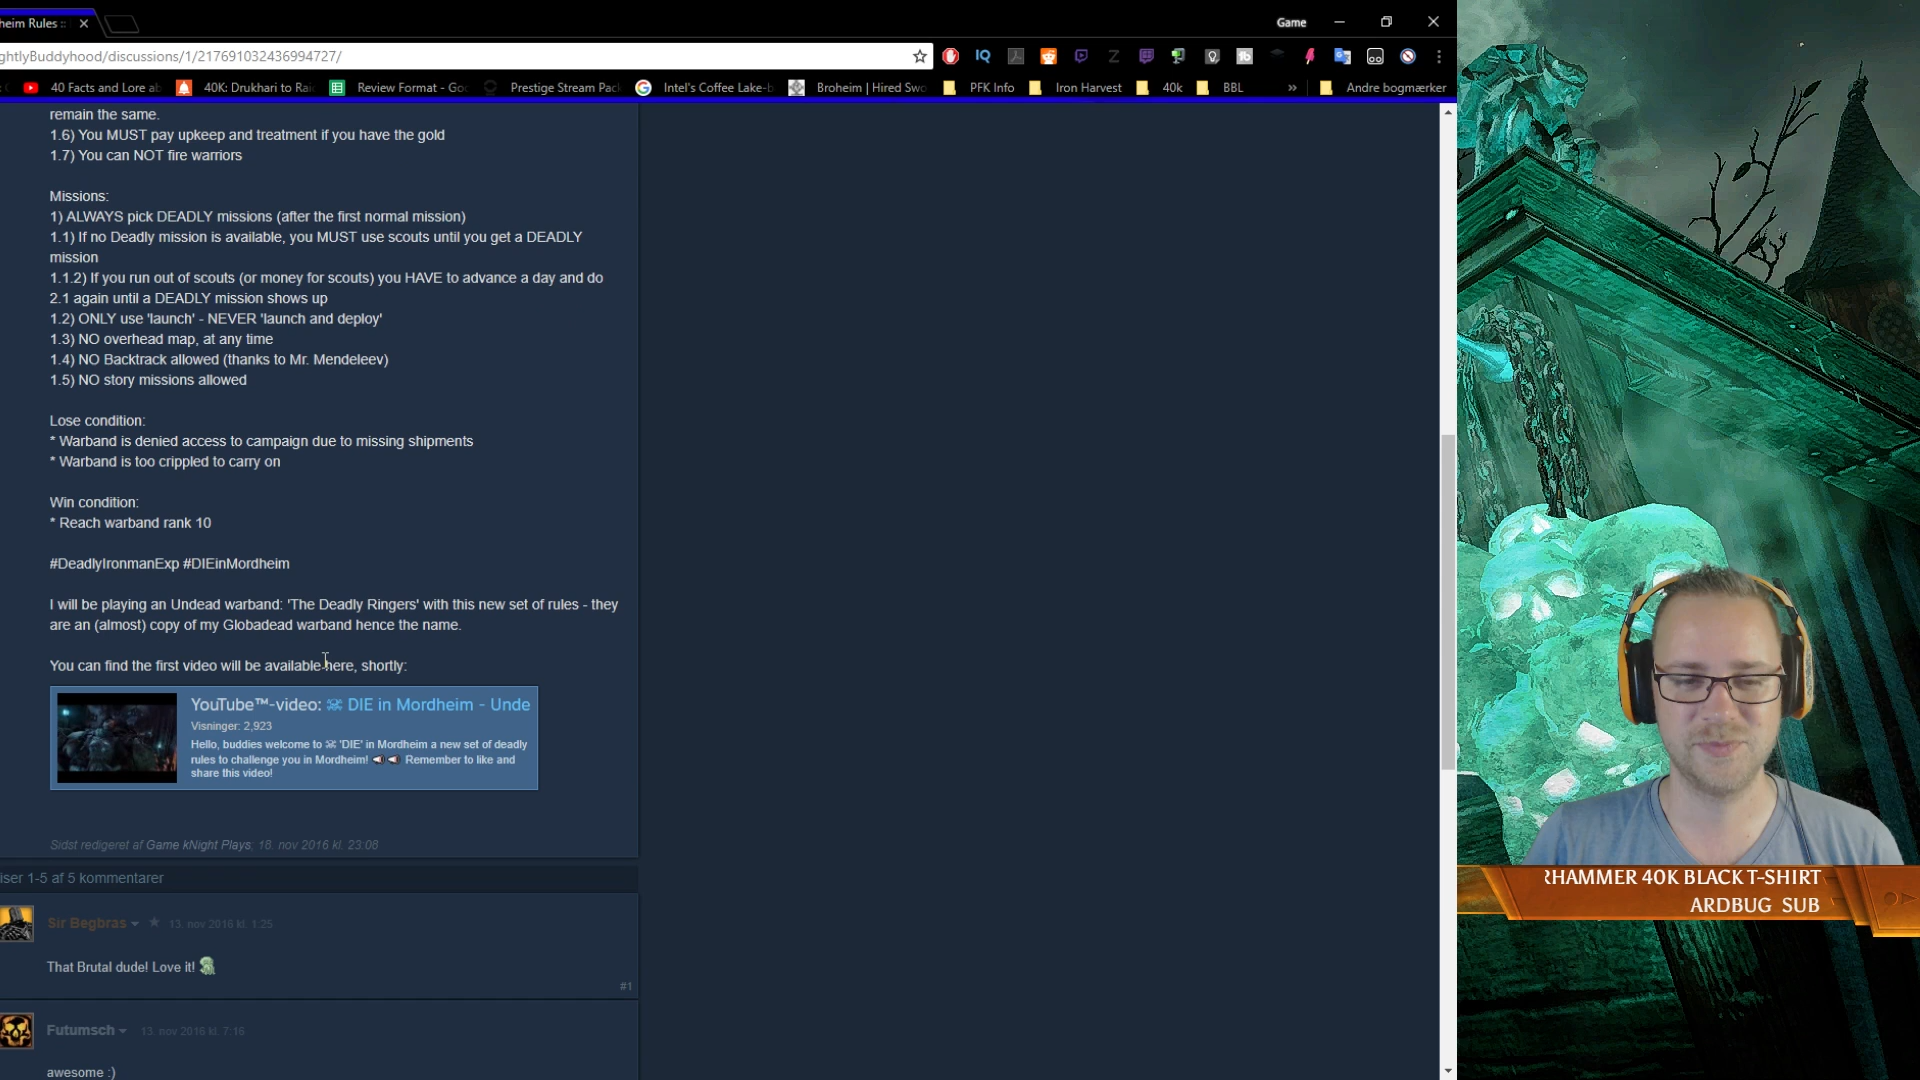 heim Rules ::
Game
ghtlyBuddyhood/discussions/1/217691032436994727/
40 Facts and Lore ab
40K: Drukhari to Rai
Review Format - Goo
Prestige Stream Pack
Intel's Coffee Lake-b
Broheim | Hired Swo
PFK Info
Iron Harvest
40k
BBL
»
Andre bogmærker
remain the same.
1.6) You MUST pay upkeep and treatment if you have the gold
1.7) You can NOT fire warriors
Missions:
1) ALWAYS pick DEADLY missions (after the first normal mission)
1.1) If no Deadly mission is available, you MUST use scouts until you get a DEADLY
mission
1.1.2) If you run out of scouts (or money for scouts) you HAVE to advance a day and do
2.1 again until a DEADLY mission shows up
1.2) ONLY use 'launch' - NEVER 'launch and deploy'
1.3) NO overhead map, at any time
1.4) NO Backtrack allowed (thanks to Mr. Mendeleev)
1.5) NO story missions allowed
Lose condition:
* Warband is denied access to campaign due to missing shipments
* Warband is too crippled to carry on
Win condition:
* Reach warband rank 10
#DeadlyIronmanExp #DIEinMordheim
I will be playing an Undead warband: 'The Deadly Ringers' with this new set of rules - they
are an (almost) copy of my Globadead warband hence the name.
You can find the first video will be available here, shortly:
YouTube™-video: ☠ DIE in Mordheim - Unde
Visninger: 2,923
Hello, buddies welcome to ☠ 'DIE' in Mordheim a new set of deadly
rules to challenge you in Mordheim! 📢📢 Remember to like and
share this video!
Sidst redigeret af Game kNight Plays; 18. nov 2016 kl. 23:08
iser 1-5 af 5 kommentarer
Sir Begbras
13. nov 2016 kl. 1:25
That Brutal dude! Love it!
#1
Futumsch
13. nov 2016 kl. 7:16
awesome :)
RHAMMER 40K BLACK T-SHIRT
ARDBUG SUB